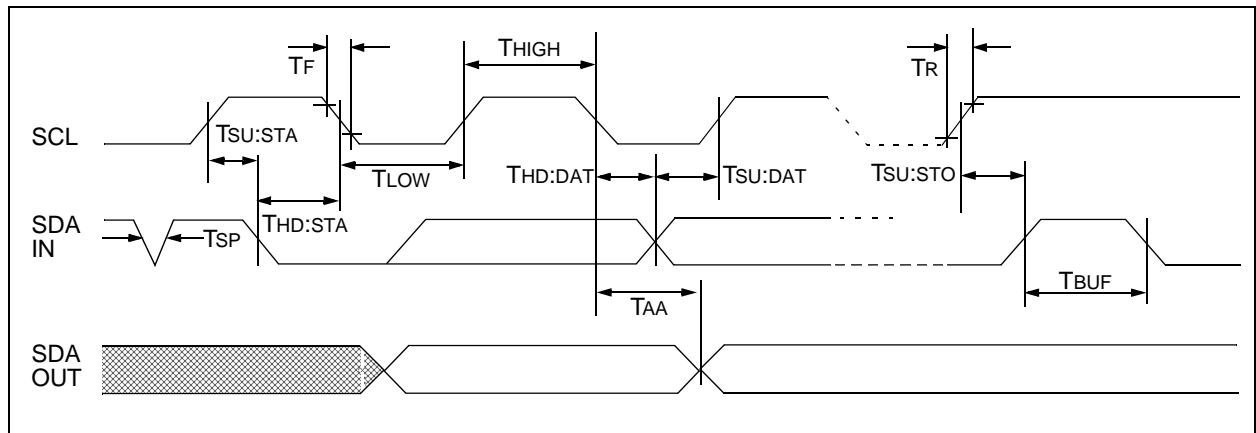 TF
THIGH
TR
SCL
TSU:STA
TLOW
THD:DAT
TSU:DAT
TSU:STO
SDA
IN
TSP
THD:STA
TBUF
TAA
SDA
OUT